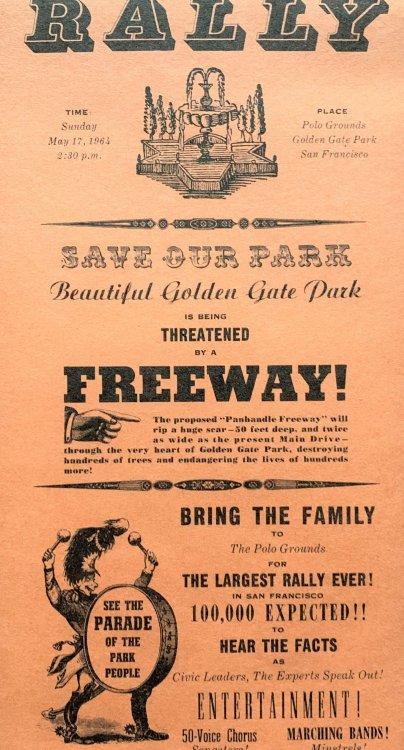 RALLY
TIME
Sunday
May 17, 1964
2:30 p.m.
PLACE
Polo Grounds
Golden Gate Park
San Francisco
SAVE OUR PARK
Beautiful Golden Gate Park
IS BEING
THREATENED
BY A
FREEWAY!
The proposed "Panhandle Freeway" will
rip a huge scar—50 feet deep, and twice
as wide as the present Main Drive—
through the very heart of Golden Gate Park, destroying
hundreds of trees and endangering the lives of hundreds
more!
BRING THE FAMILY
TO
The Polo Grounds
FOR
THE LARGEST RALLY EVER!
IN SAN FRANCISCO
100,000 EXPECTED!!
TO
HEAR THE FACTS
AS
Civic Leaders, The Experts Speak Out!
SEE THE
PARADE
OF THE
PARK
PEOPLE
ENTERTAINMENT!
50-Voice Chorus
Songsters!
MARCHING BANDS!
Minstrels!